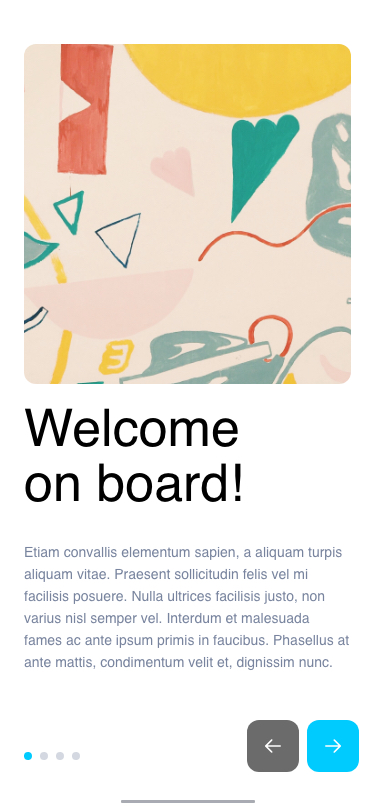 Welcome
on board!
Etiam convallis elementum sapien, a aliquam turpis
aliquam vitae. Praesent sollicitudin felis vel mi
facilisis posuere. Nulla ultrices facilisis justo, non
varius nisl semper vel. Interdum et malesuada
fames ac ante ipsum primis in faucibus. Phasellus at
ante mattis, condimentum velit et, dignissim nunc.